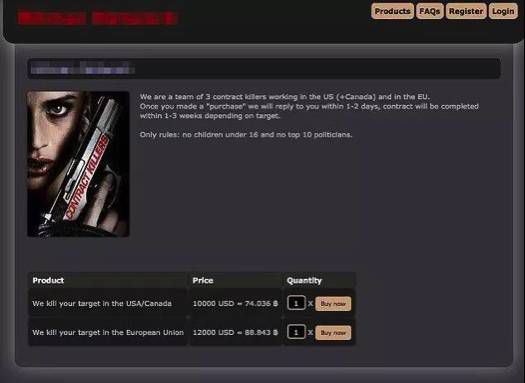 Products FAQs Register Login
We are a team of 3 contract killers working in the US (+Canada) and in the EU.
Once you made a "purchase" we will reply to you within 1-2 days, contract will be completed
within 1-3 weeks depending on target.
Only rules: no children under 16 and no top 10 politicians.
CONTRACT KILLERS
Product Price Quantity
We kill your target in the USA/Canada 10000 USD = 74.036 ฿ 1 X Buy now
We kill your target in the European Union 12000 USD = 88.843 ฿ 1 X Buy now